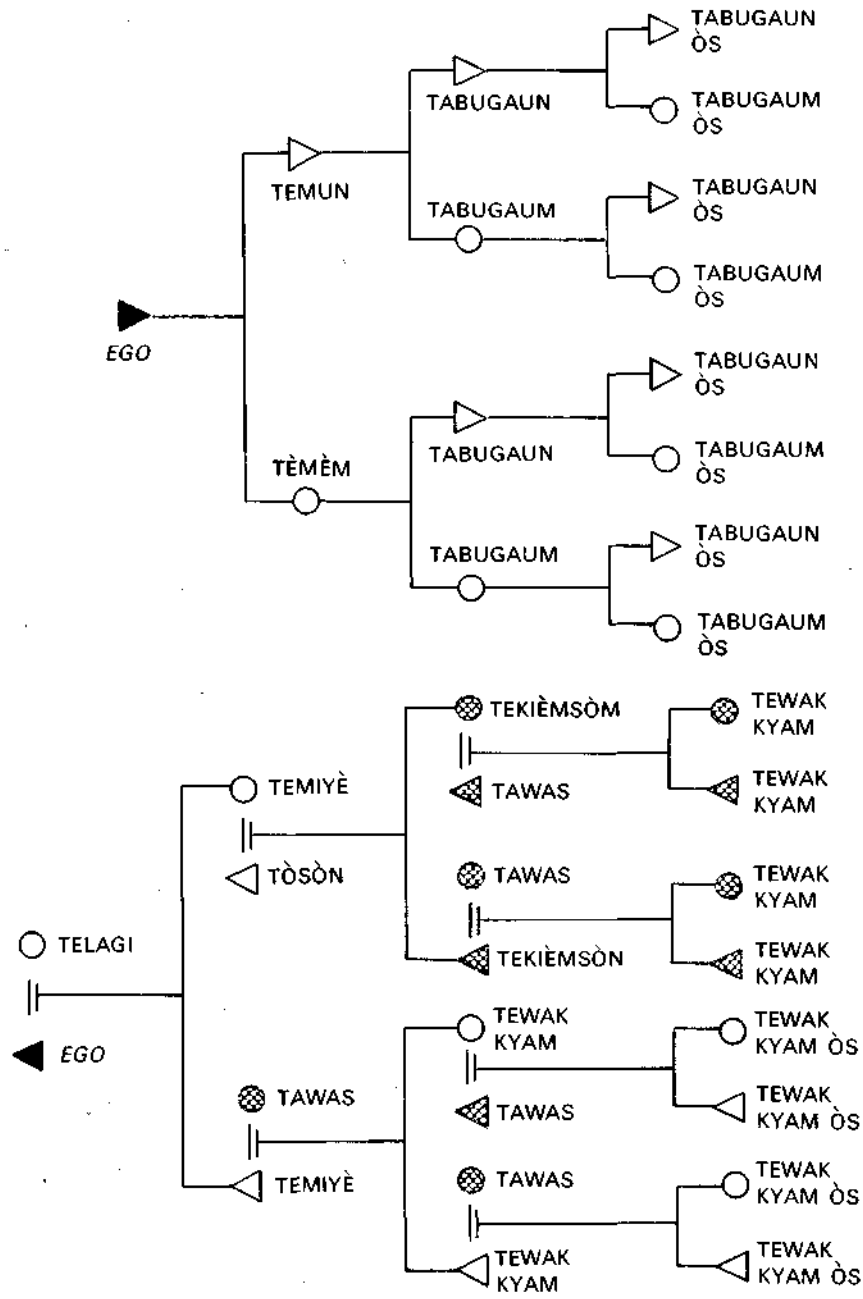 TABUGAUN
ÒS
TABUGAUN
TABUGAUM
ÒS
TEMUN
TABUGAUM
TABUGAUN
ÒS
TABUGAUM
ÒS
EGO
TABUGAUN
ÒS
TABUGAUN
TÈMÈM
TABUGAUM
ÒS
TABUGAUM
TABUGAUN
ÒS
TABUGAUM
ÒS
TEKIÈMSÒM
TEWAK
KYAM
TEMIYÈ
TAWAS
TEWAK
KYAM
TÒSÒN
TAWAS
TEWAK
KYAM
TELAGI
TEKIÈMSÒN
TEWAK
KYAM
EGO
TEWAK
KYAM
TEWAK
KYAM ÒS
TAWAS
TAWAS
TEWAK
KYAM ÒS
TEMIYÈ
TAWAS
TEWAK
KYAM ÒS
TEWAK
KYAM
TEWAK
KYAM ÒS